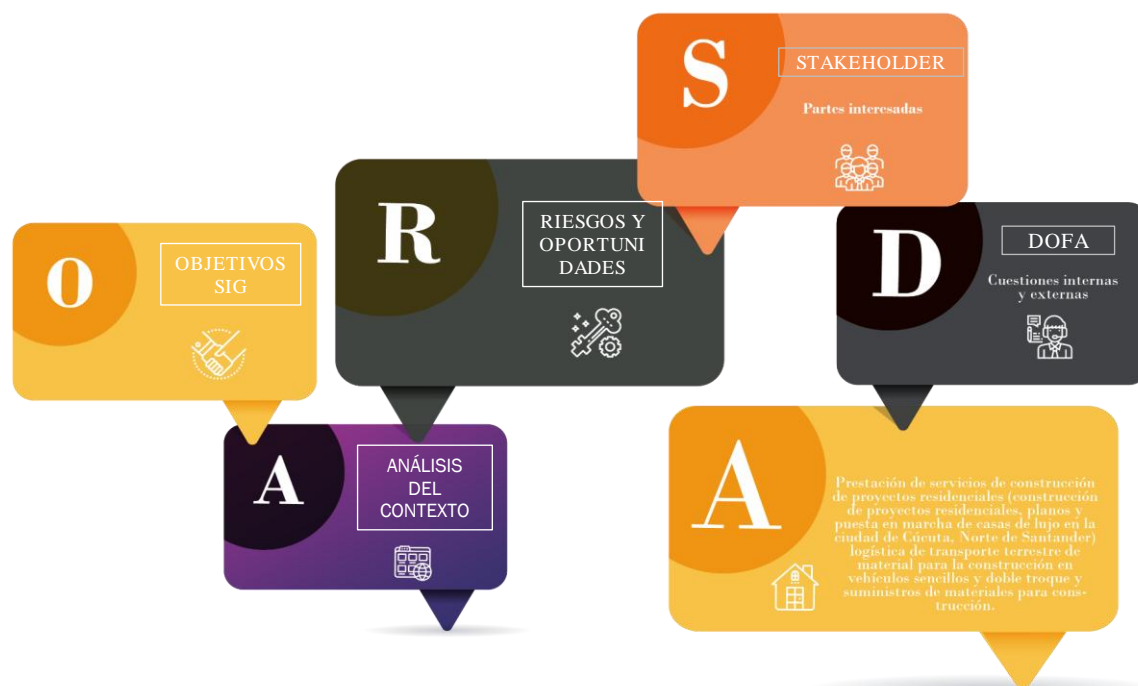 S
STAKEHOLDER
Partes interesadas
R
RIESGOS Y
OPORTUNI
DADES
D
DOFA
Cuestiones internas
y externas
O
OBJETIVOS
SIG
A
ANÁLISIS
DEL
CONTEXTO
A
Prestación de servicios de construcción
de proyectos residenciales (construcción
de proyectos residenciales, planos y
puesta en marcha de casas de lujo en la
ciudad de Cúcuta, Norte de Santander)
logística de transporte terrestre de
material para la construcción en
vehículos sencillos y doble troque y
suministros de materiales para cons-
trucción.